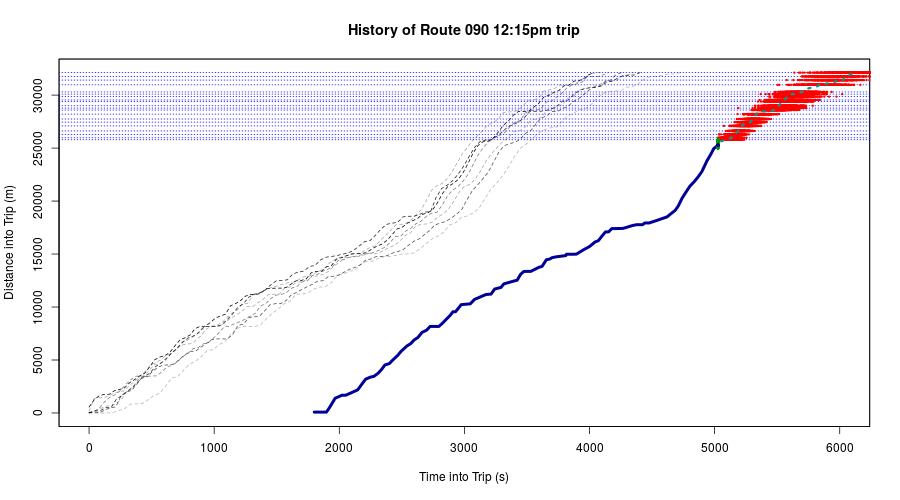 History of Route 090 12:15pm trip
Distance into Trip (m)
30000
25000
20000
15000
10000
5000
0
0 1000 2000 3000 4000 5000 6000
Time into Trip (s)